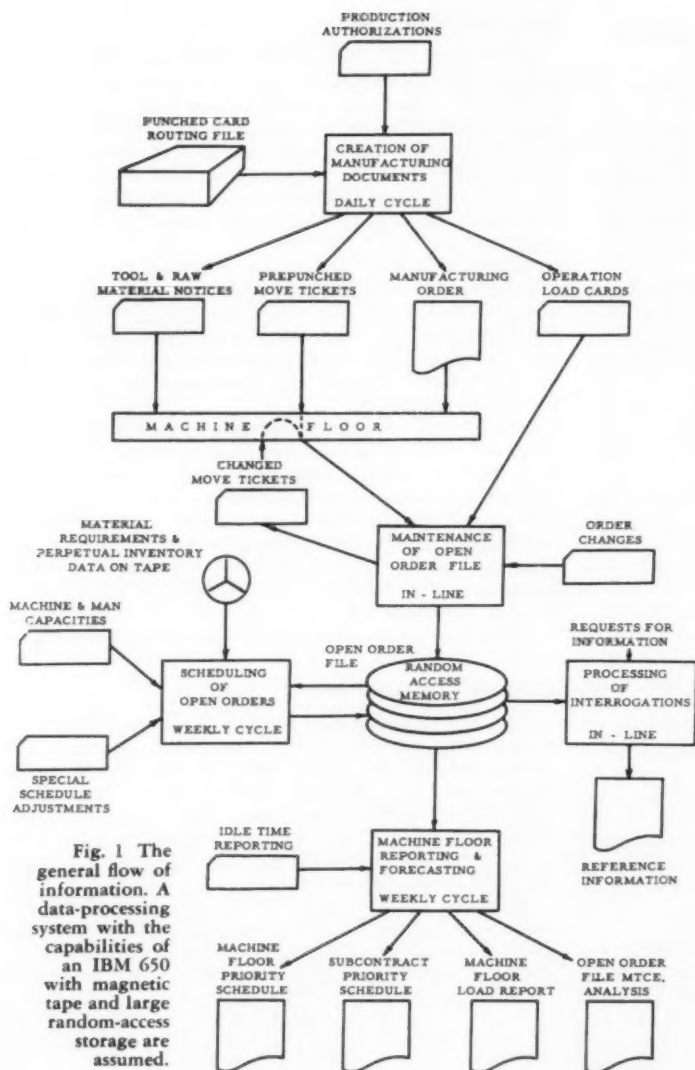 PRODUCTION
AUTHORIZATIONS
PUNCHED CARD
ROUTING FILE
CREATION OF
MANUFACTURING
DOCUMENTS
DAILY CYCLE
TOOL & RAW
MATERIAL NOTICES
PREPUNCHED
MOVE TICKETS
MANUFACTURING
ORDER
OPERATION
LOAD CARDS
MACHINE FLOOR
CHANGED
MOVE TICKETS
MATERIAL
REQUIREMENTS &
PERPETUAL INVENTORY
DATA ON TAPE
MAINTENANCE
OF OPEN
ORDER FILE
IN - LINE
ORDER
CHANGES
MACHINE & MAN
CAPACITIES
SCHEDULING
OF
OPEN ORDERS
WEEKLY CYCLE
OPEN ORDER
FILE
RANDOM
ACCESS
MEMORY
REQUESTS FOR
INFORMATION
PROCESSING
OF
INTERROGATIONS
IN - LINE
SPECIAL
SCHEDULE
ADJUSTMENTS
IDLE TIME
REPORTING
MACHINE FLOOR
REPORTING &
FORECASTING
WEEKLY CYCLE
REFERENCE
INFORMATION
Fig. 1 The
general flow of
information. A
data-processing
system with the
capabilities of
an IBM 650
with magnetic
tape and large
random-access
storage are
assumed.
MACHINE
FLOOR
PRIORITY
SCHEDULE
SUBCONTRACT
PRIORITY
SCHEDULE
MACHINE
FLOOR
LOAD REPORT
OPEN ORDER
FILE MTCE,
ANALYSIS